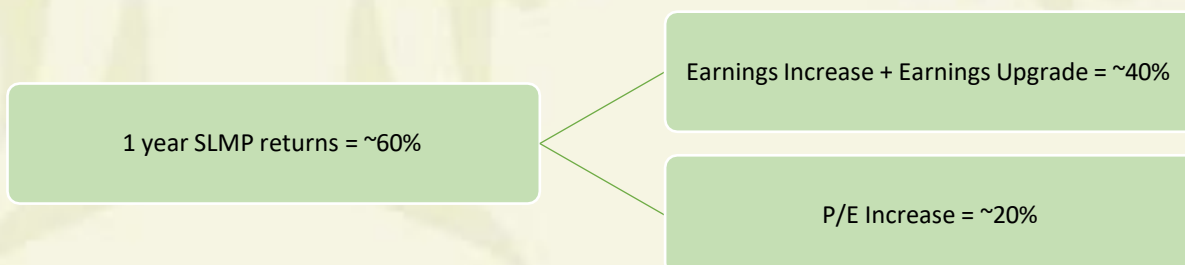 Earnings Increase + Earnings Upgrade = ~40%
1 year SLMP returns = ~60%
P/E Increase = ~20%